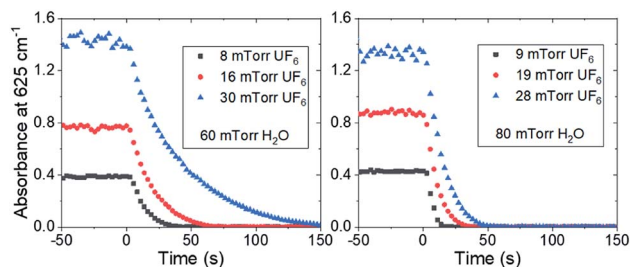 Absorbance at 625 cm⁻¹
1.6
1.2
0.8
0.4
0.0
8 mTorr UF₆
16 mTorr UF₆
30 mTorr UF₆
60 mTorr H₂O
-50 0 50 100 150
Time (s)
1.6
1.2
0.8
0.4
0.0
9 mTorr UF₆
19 mTorr UF₆
28 mTorr UF₆
80 mTorr H₂O
-50 0 50 100 150
Time (s)